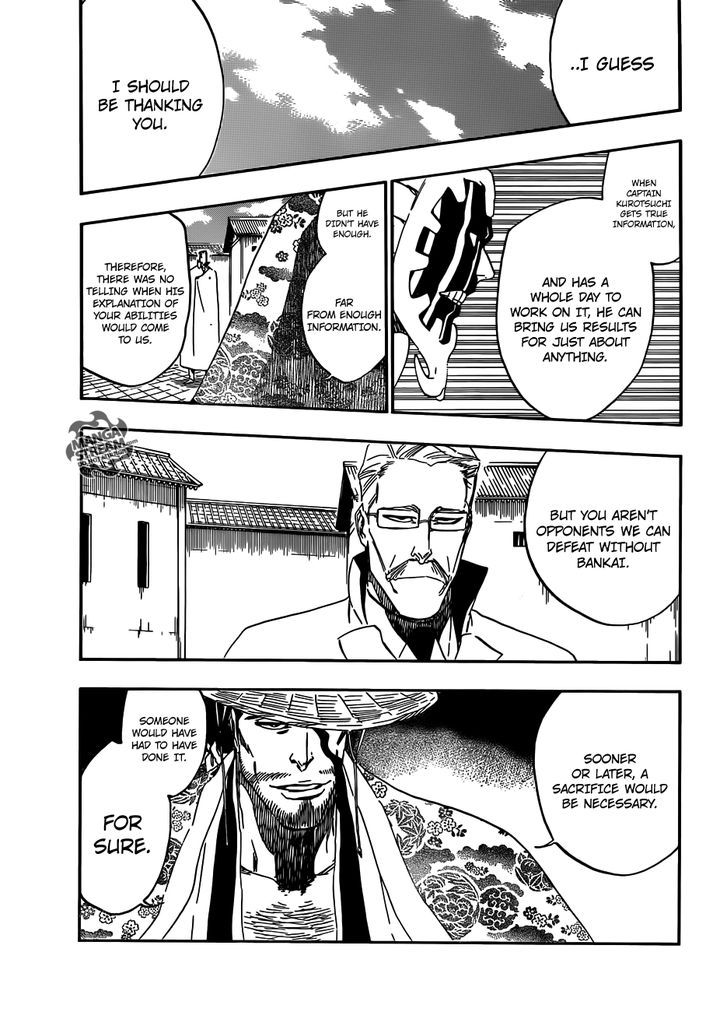 ..I GUESS
I SHOULD
BE THANKING
YOU.
WHEN
CAPTAIN
KUROTSUCHI
GETS TRUE
INFORMATION,
AND HAS A
WHOLE DAY TO
WORK ON IT, HE CAN
BRING US RESULTS
FOR JUST ABOUT
ANYTHING.
BUT HE
DIDN'T HAVE
ENOUGH.
FAR
FROM ENOUGH
INFORMATION.
THEREFORE,
THERE WAS NO
TELLING WHEN HIS
EXPLANATION OF
YOUR ABILITIES
WOULD COME
TO US.
MANGA
STREAM
BUT YOU AREN'T
OPPONENTS WE CAN
DEFEAT WITHOUT
BANKAI.
SOONER
OR LATER, A
SACRIFICE WOULD
BE NECESSARY.
SOMEONE
WOULD HAVE
HAD TO HAVE
DONE IT.
FOR
SURE.